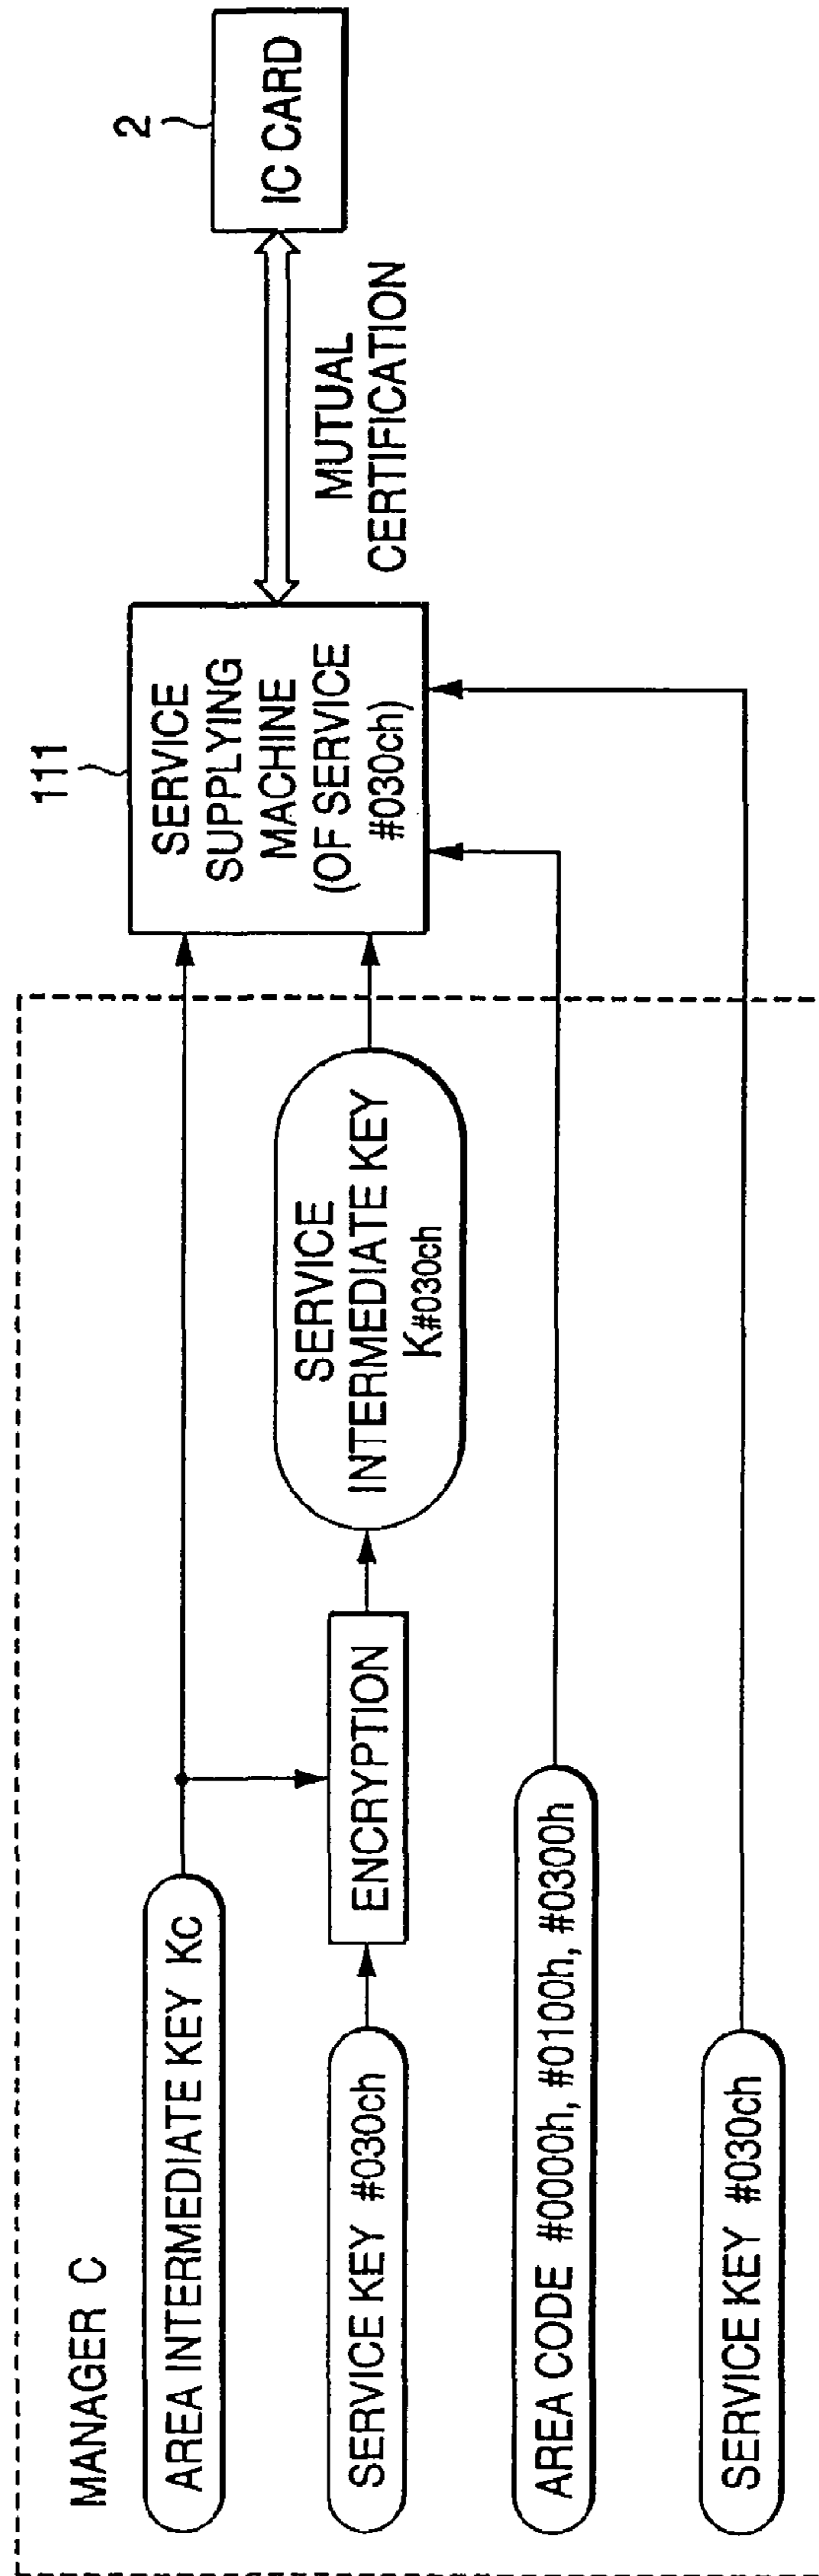 MANAGER C
AREA INTERMEDIATE KEY Kc
SERVICE KEY #030ch
ENCRYPTION
SERVICE
INTERMEDIATE KEY
K#030ch
AREA CODE #0000h, #0100h, #0300h
SERVICE KEY #030ch
111
SERVICE
SUPPLYING
MACHINE
(OF SERVICE
#030ch)
MUTUAL
CERTIFICATION
2
IC CARD